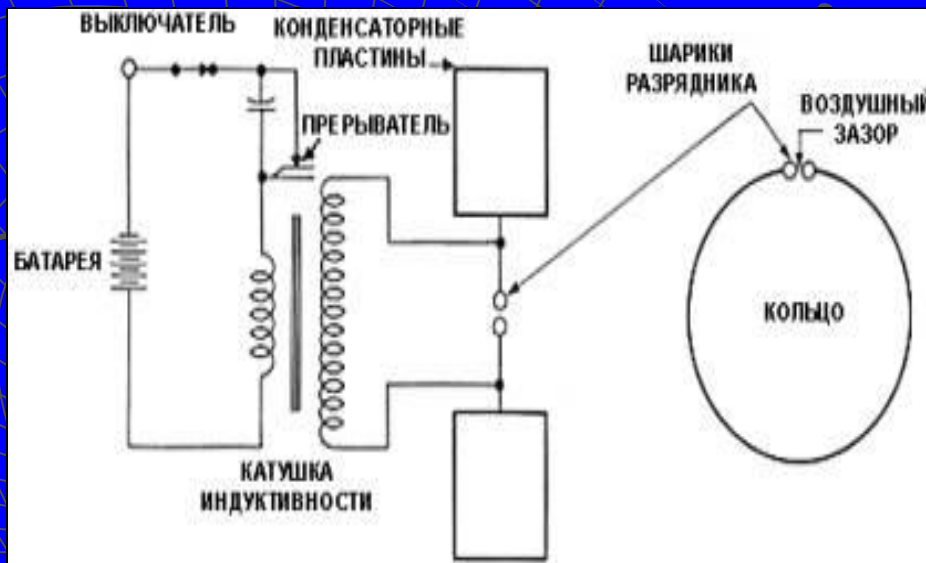 ВЫКЛЮЧАТЕЛЬ
КОНДЕНСАТОРНЫЕ
ПЛАСТИНЫ
ШАРИКИ
РАЗРЯДНИКА
ВОЗДУШНЫЙ
ЗАЗОР
ПРЕРЫВАТЕЛЬ
БАТАРЕЯ
КОЛЬЦО
КАТУШКА
ИНДУКТИВНОСТИ